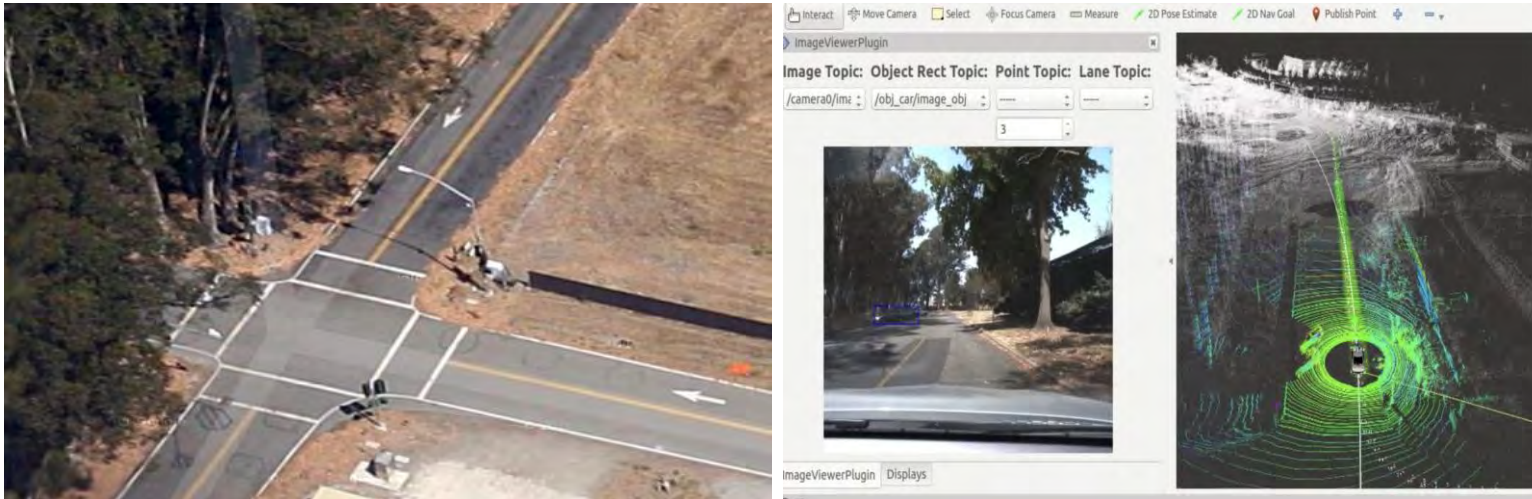 Interact Move Camera Select Focus Camera Measure 2D Pose Estimate 2D Nav Goal Publish Point
ImageViewerPlugin
Image Topic: Object Rect Topic: Point Topic: Lane Topic:
/camera0/ima /obj_car/image_obj ---- ----
3
ImageViewerPlugin Displays